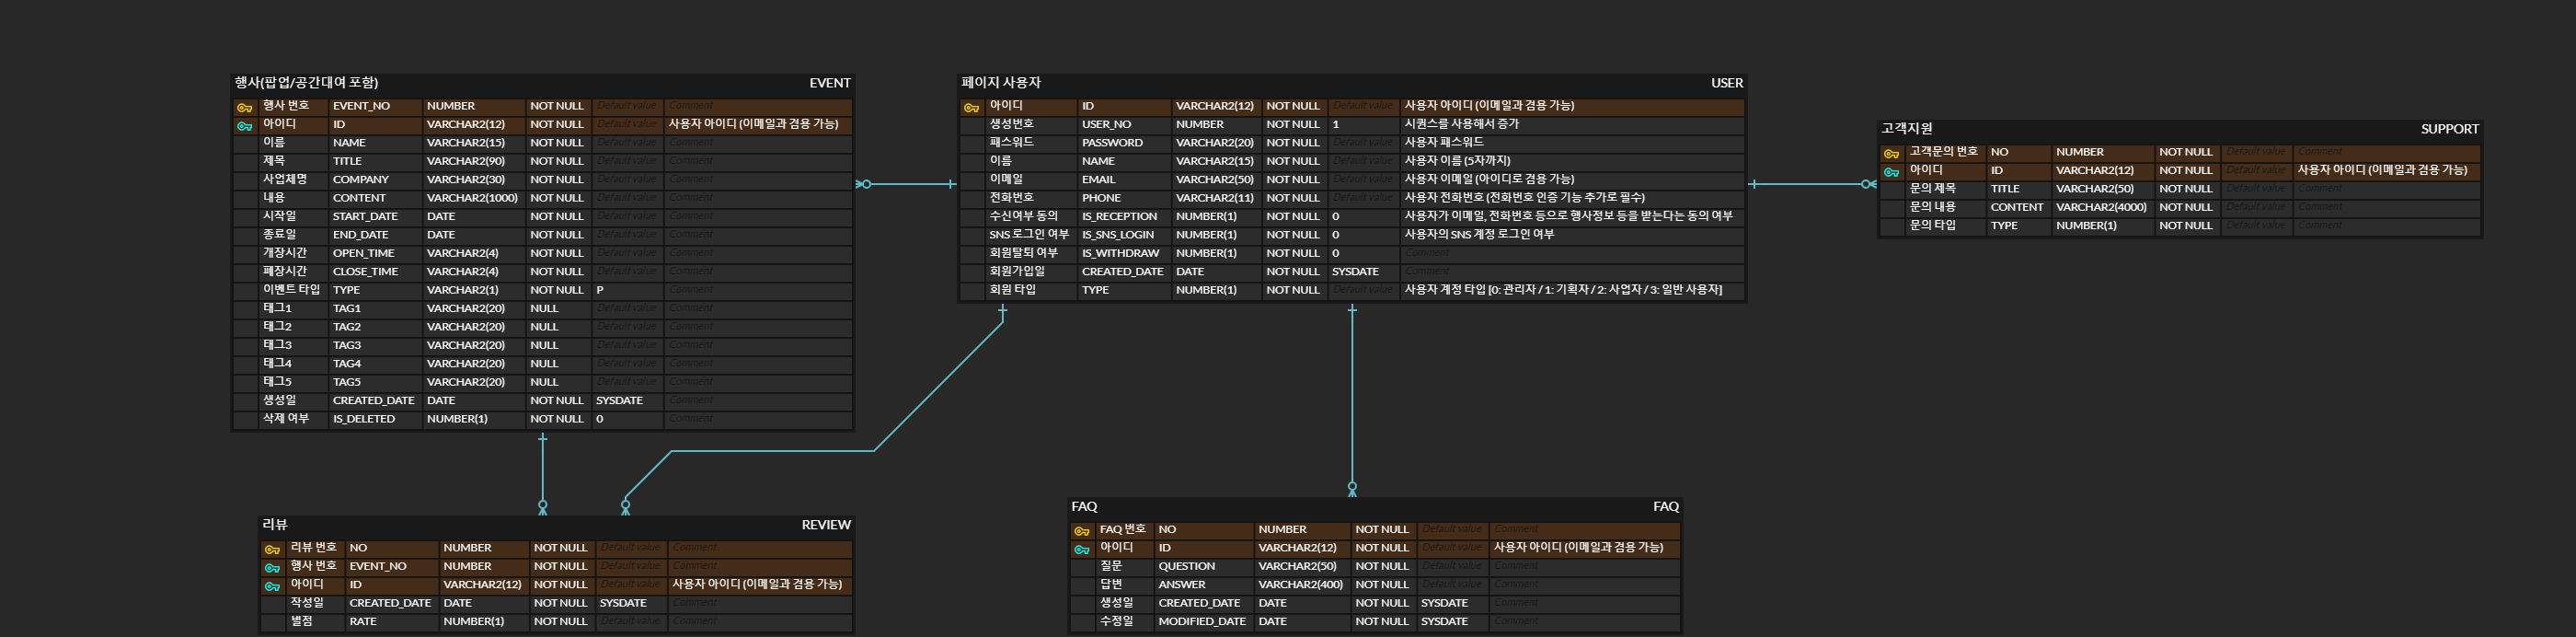 행사(팝업/공간대여 포함) EVENT
행사 번호 EVENT_NO NUMBER NOT NULL Default value Comment
아이디 ID VARCHAR2(12) NOT NULL Default value 사용자 아이디 (이메일과 겸용 가능)
이름 NAME VARCHAR2(15) NOT NULL Default value Comment
제목 TITLE VARCHAR2(90) NOT NULL Default value Comment
사업체명 COMPANY VARCHAR2(30) NOT NULL Default value Comment
내용 CONTENT VARCHAR2(1000) NOT NULL Default value Comment
시작일 START_DATE DATE NOT NULL Default value Comment
종료일 END_DATE DATE NOT NULL Default value Comment
개장시간 OPEN_TIME VARCHAR2(4) NOT NULL Default value Comment
폐장시간 CLOSE_TIME VARCHAR2(4) NOT NULL Default value Comment
이벤트 타입 TYPE VARCHAR2(1) NOT NULL P Comment
태그1 TAG1 VARCHAR2(20) NULL Default value Comment
태그2 TAG2 VARCHAR2(20) NULL Default value Comment
태그3 TAG3 VARCHAR2(20) NULL Default value Comment
태그4 TAG4 VARCHAR2(20) NULL Default value Comment
태그5 TAG5 VARCHAR2(20) NULL Default value Comment
생성일 CREATED_DATE DATE NOT NULL SYSDATE Comment
삭제 여부 IS_DELETED NUMBER(1) NOT NULL 0 Comment
페이지 사용자 USER
아이디 ID VARCHAR2(12) NOT NULL Default value 사용자 아이디 (이메일과 겸용 가능)
생성번호 USER_NO NUMBER NOT NULL 1 시퀀스를 사용해서 증가
패스워드 PASSWORD VARCHAR2(20) NOT NULL Default value 사용자 패스워드
이름 NAME VARCHAR2(15) NOT NULL Default value 사용자 이름 (5자까지)
이메일 EMAIL VARCHAR2(50) NOT NULL Default value 사용자 이메일 (아이디로 겸용 가능)
전화번호 PHONE VARCHAR2(11) NOT NULL Default value 사용자 전화번호 (전화번호 인증 기능 추가로 필수)
수신여부 동의 IS_RECEPTION NUMBER(1) NOT NULL 0 사용자가 이메일, 전화번호 등으로 행사정보 등을 받는다는 동의 여부
SNS 로그인 여부 IS_SNS_LOGIN NUMBER(1) NOT NULL 0 사용자의 SNS 계정 로그인 여부
회원탈퇴 여부 IS_WITHDRAW NUMBER(1) NOT NULL 0 Comment
회원가입일 CREATED_DATE DATE NOT NULL SYSDATE Comment
회원 타입 TYPE NUMBER(1) NOT NULL Default value 사용자 계정 타입 [0: 관리자 / 1: 기획자 / 2: 사업자 / 3: 일반 사용자]
고객지원 SUPPORT
고객문의 번호 NO NUMBER NOT NULL Default value Comment
아이디 ID VARCHAR2(12) NOT NULL Default value 사용자 아이디 (이메일과 겸용 가능)
문의 제목 TITLE VARCHAR2(50) NOT NULL Default value Comment
문의 내용 CONTENT VARCHAR2(4000) NOT NULL Default value Comment
문의 타입 TYPE NUMBER(1) NOT NULL Default value Comment
리뷰 REVIEW
리뷰 번호 NO NUMBER NOT NULL Default value Comment
행사 번호 EVENT_NO NUMBER NOT NULL Default value Comment
아이디 ID VARCHAR2(12) NOT NULL Default value 사용자 아이디 (이메일과 겸용 가능)
작성일 CREATED_DATE DATE NOT NULL SYSDATE Comment
별점 RATE NUMBER(1) NOT NULL Default value Comment
FAQ FAQ
FAQ 번호 NO NUMBER NOT NULL Default value Comment
아이디 ID VARCHAR2(12) NOT NULL Default value 사용자 아이디 (이메일과 겸용 가능)
질문 QUESTION VARCHAR2(50) NOT NULL Default value Comment
답변 ANSWER VARCHAR2(400) NOT NULL Default value Comment
생성일 CREATED_DATE DATE NOT NULL SYSDATE Comment
수정일 MODIFIED_DATE DATE NOT NULL SYSDATE Comment